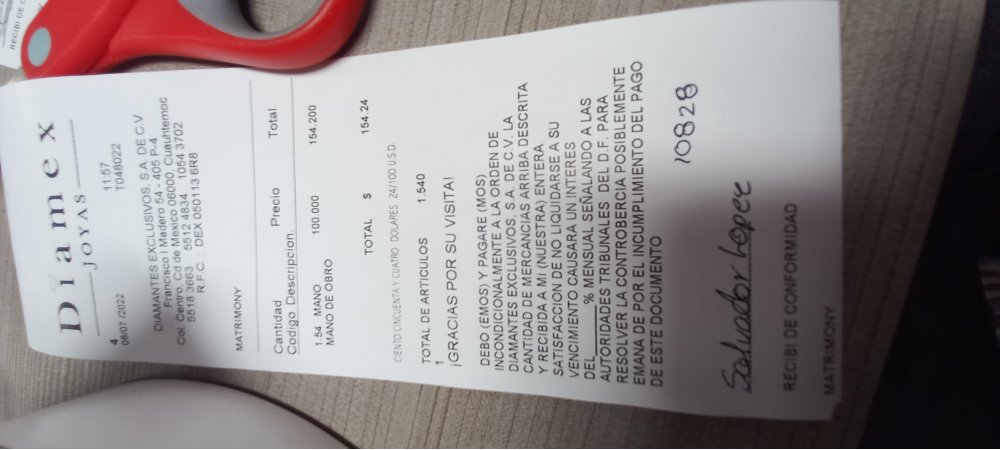 Diamex
JOYAS
4 11:57
08/07/2022 T048022
DIAMANTES EXCLUSIVOS, S.A. DE C.V.
Francisco I Madero 54 - 405 P-4
Col. Centro, Cd de Mexico 06000, Cuauhtemoc
5518 3663 5512 4834 1054 3702
R.F.C. : DEX 050113 6R8
MATRIMONY
Cantidad Precio Total.
Codigo Descripcion.
1.54 MANO 100.000 154.200
MANO DE OBRO
TOTAL $ 154.24
CIENTO CINCUENTA Y CUATRO DOLARES 24/100 U.S.D.
TOTAL DE ARTICULOS 1.540
1
¡GRACIAS POR SU VISITA!
DEBO (EMOS) Y PAGARE (MOS)
INCONDICIONALMENTE A LA ORDEN DE
DIAMANTES EXCLUSIVOS, S.A. DE C.V. LA
CANTIDAD DE MERCANCIAS ARRIBA DESCRITA
Y RECIBIDA A MI (NUESTRA) ENTERA
SATISFACCION DE NO LIQUIDARSE A SU
VENCIMIENTO CAUSARA UN INTERES
DEL______% MENSUAL SEÑALANDO A LAS
AUTORIDADES TRIBUNALES DEL D.F. PARA
RESOLVER LA CONTROBERCIA POSIBLEMENTE
EMANA DE POR EL INCUMPLIMIENTO DEL PAGO
DE ESTE DOCUMENTO
10828
Salvador Lopez
RECIBI DE CONFORMIDAD
MATRIMONY
RECIBI DE